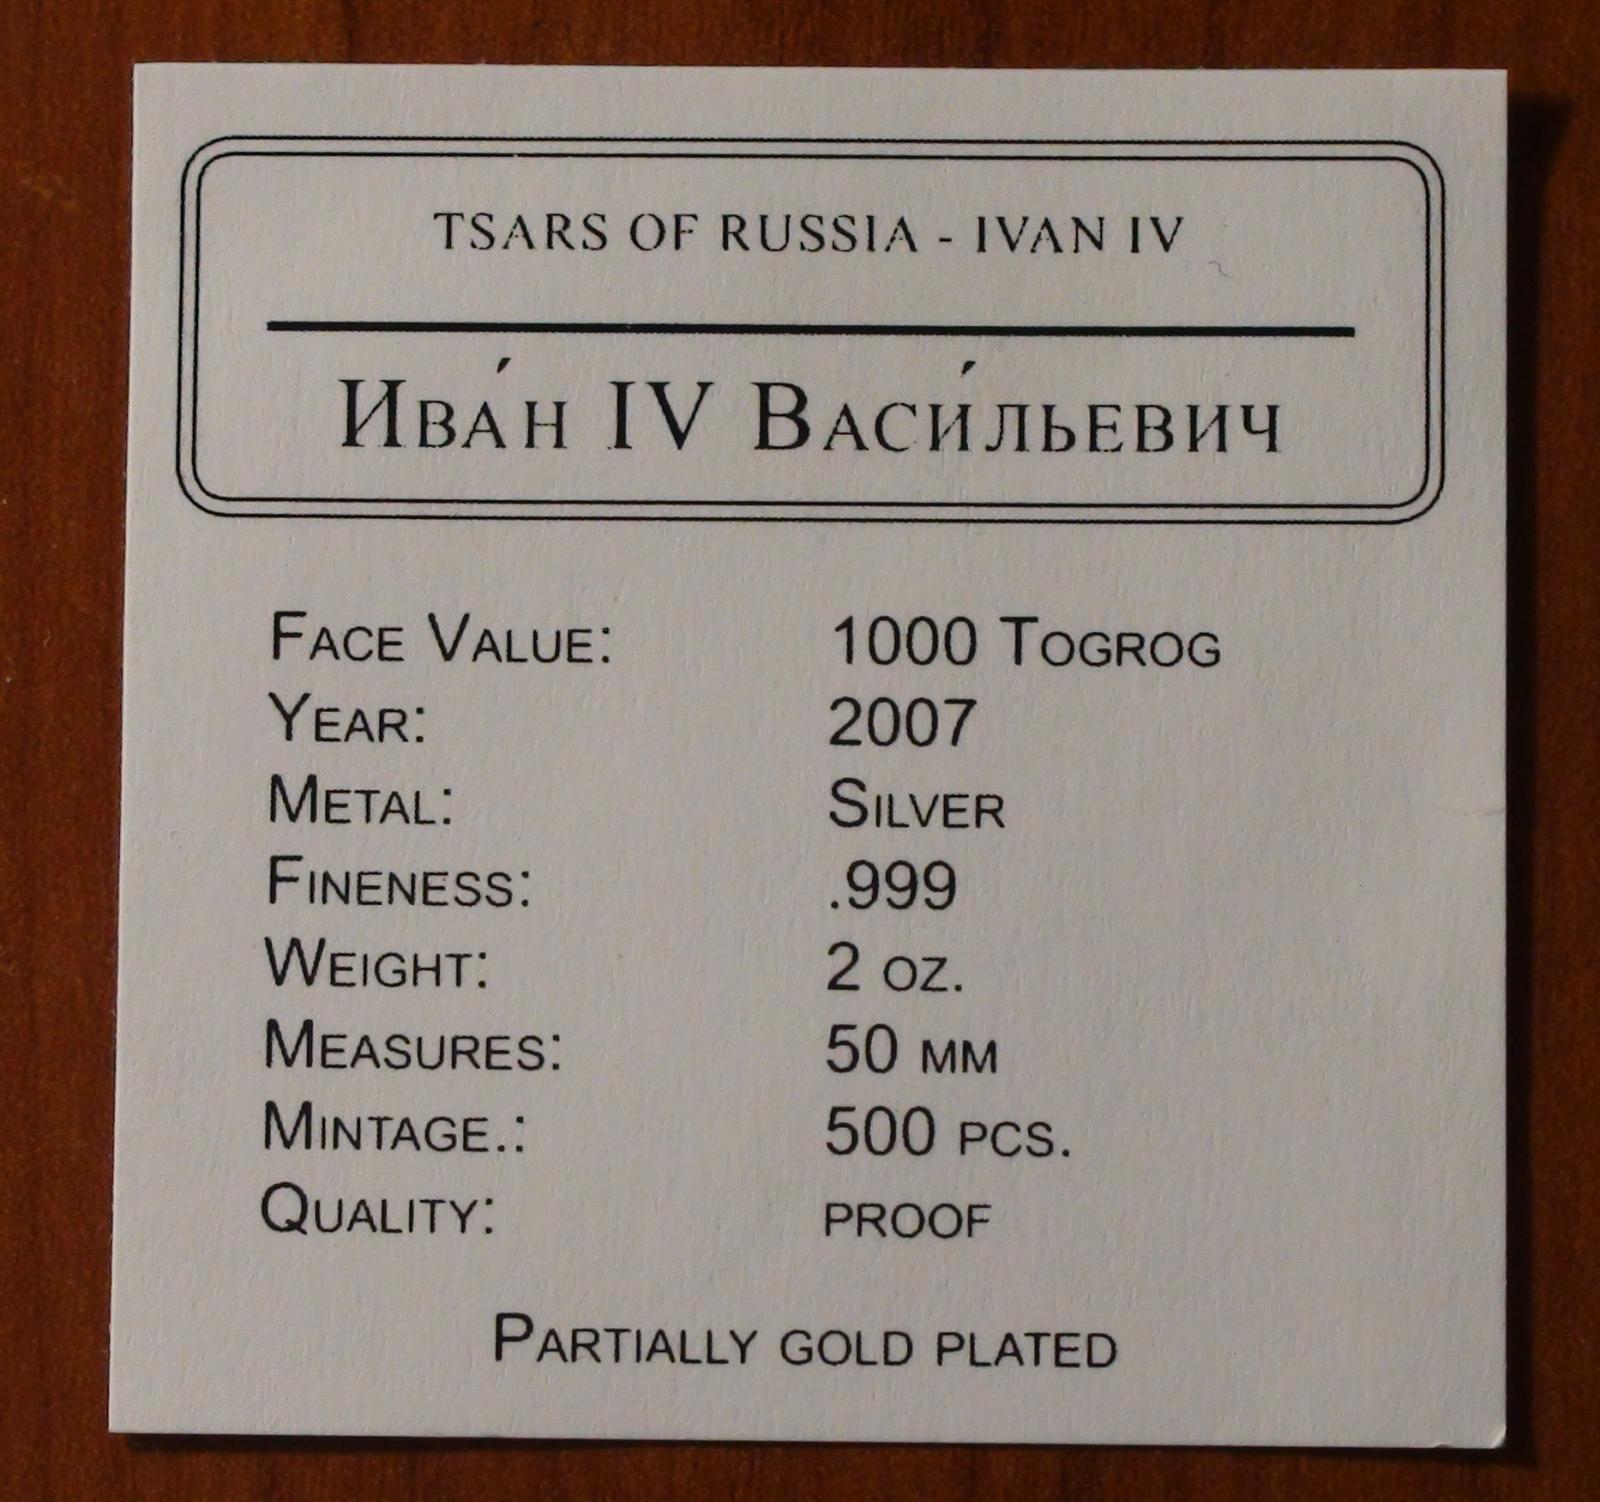 TSARS OF RUSSIA - IVAN IV
Ива́н IV Васи́льевич
Face Value: 1000 Togrog
Year: 2007
Metal: Silver
Fineness: .999
Weight: 2 oz.
Measures: 50 mm
Mintage.: 500 pcs.
Quality: proof
Partially gold plated